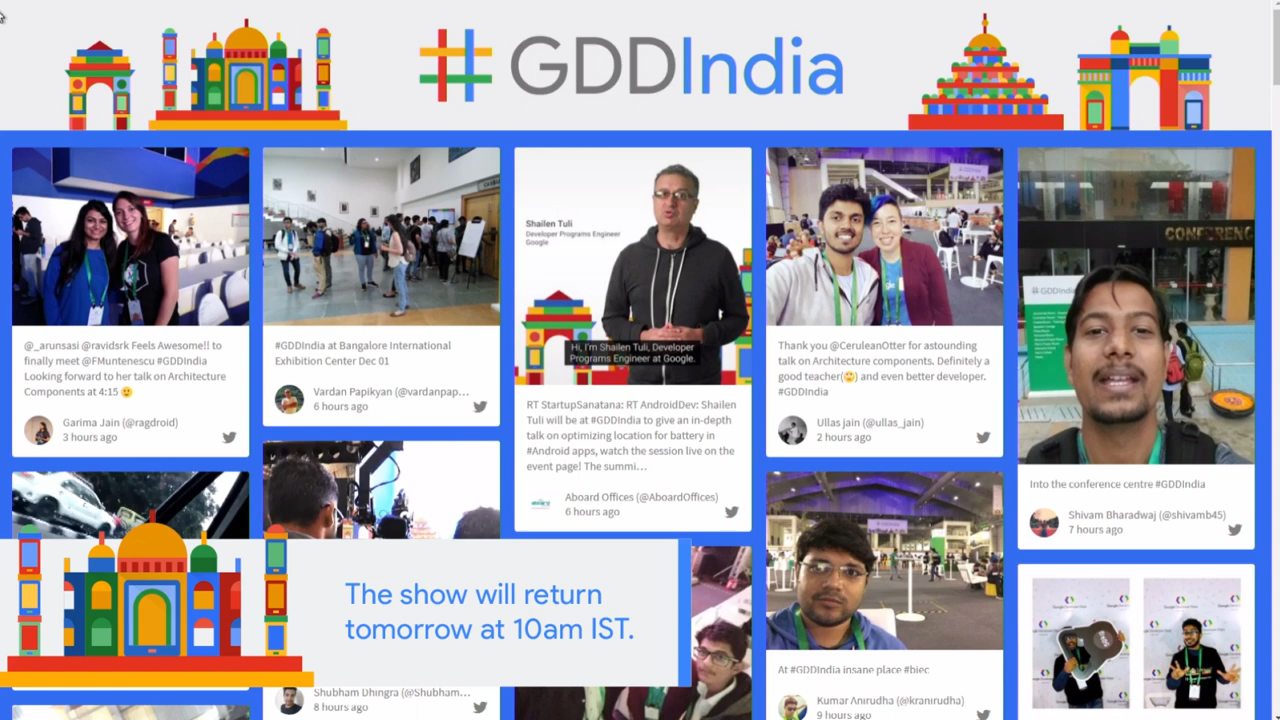 #GDDIndia
@_arunsasi @ravidsrk Feels Awesome!! to
finally meet @FMuntenescu #GDDIndia
Looking forward to her talk on Architecture
Components at 4:15
Garima Jain (@ragdroid)
3 hours ago
#GDDIndia at Bangalore International
Exhibition Center Dec 01
Vardan Papikyan (@vardanpap…
6 hours ago
Shailen Tuli
Developer Programs Engineer
Google
Hi, I'm Shailen Tuli, Developer
Programs Engineer at Google.
RT StartupSanatana: RT AndroidDev: Shailen
Tuli will be at #GDDIndia to give an in-depth
talk on optimizing location for battery in
#Android apps, watch the session live on the
event page! The summi…
Aboard Offices (@AboardOffices)
6 hours ago
Thank you @CeruleanOtter for astounding
talk on Architecture components. Definitely a
good teacher( ) and even better developer.
#GDDIndia
Ullas jain (@ullas_jain)
2 hours ago
CONFERENC
#GDDIndia
Into the conference centre #GDDIndia
Shivam Bharadwaj (@shivamb45)
7 hours ago
The show will return
tomorrow at 10am IST.
Shubham Dhingra (@Shubham…
8 hours ago
At #GDDIndia insane place #biec
Kumar Anirudha (@kranirudha)
9 hours ago